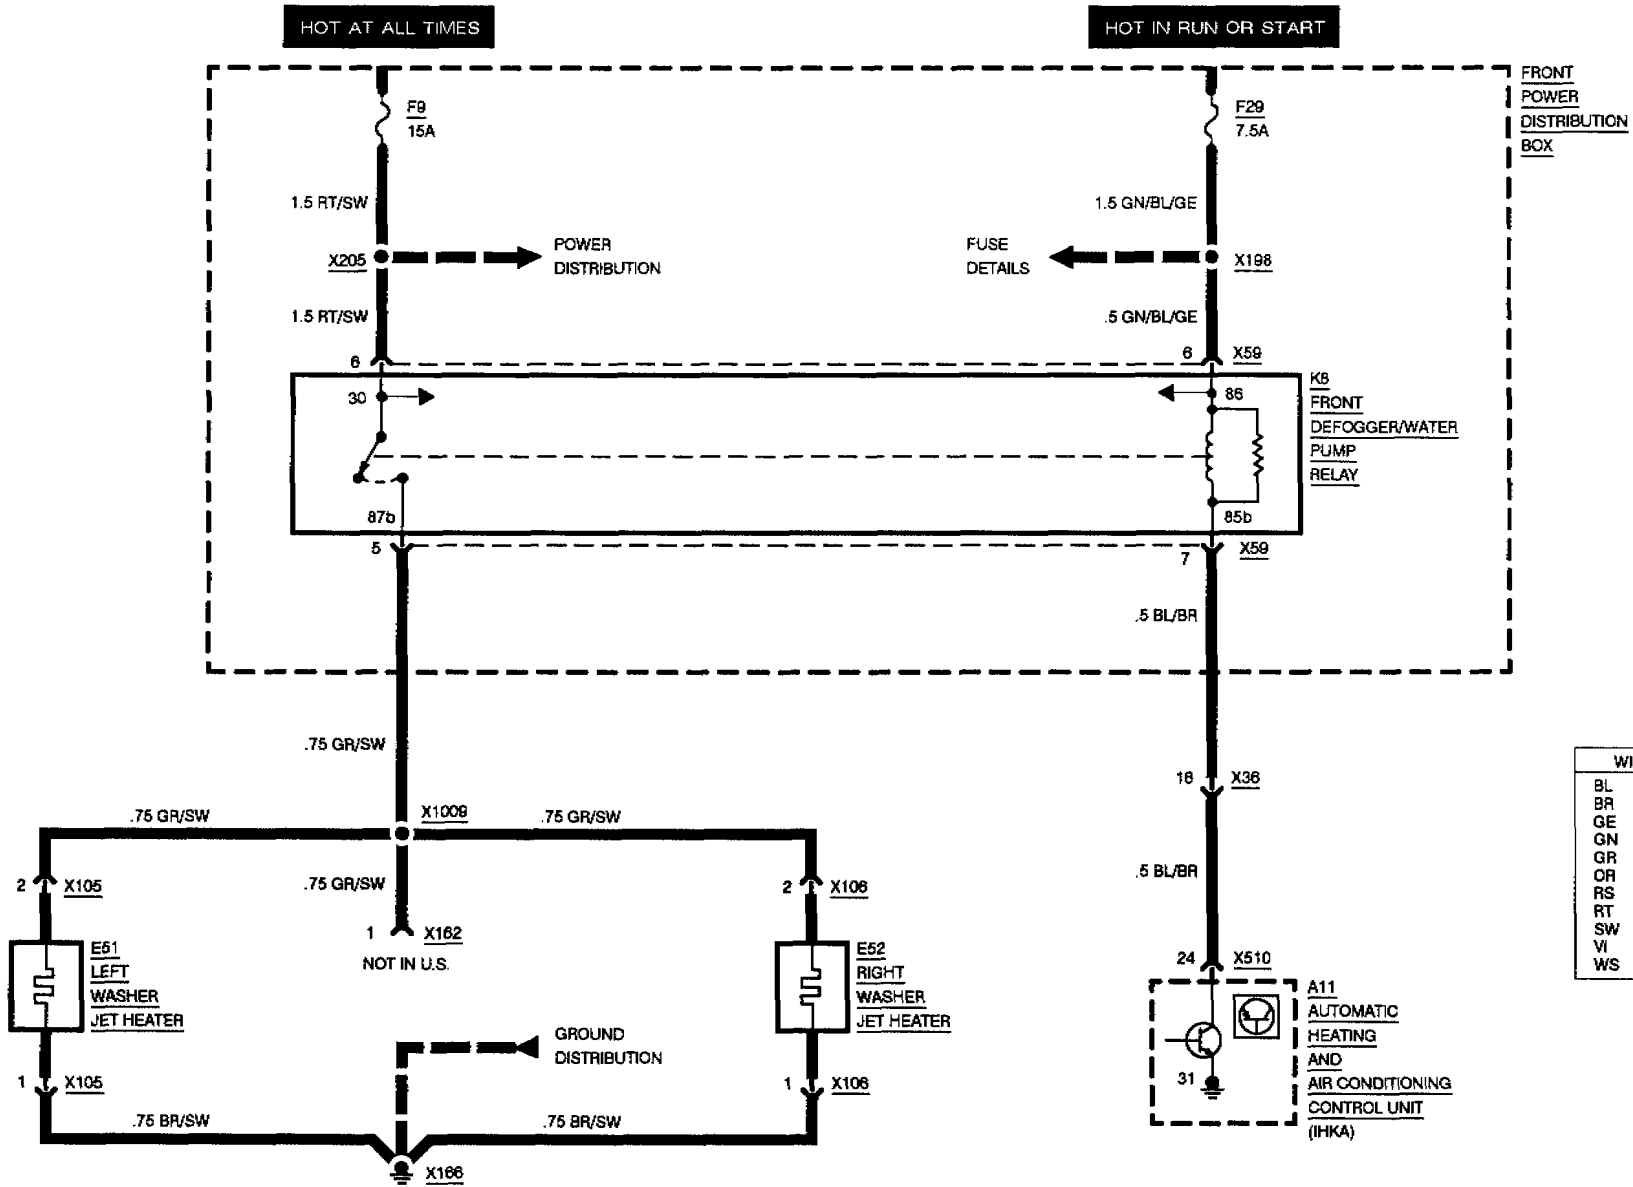 HOT AT ALL TIMES
HOT IN RUN OR START
FRONT
POWER
DISTRIBUTION
BOX
F9
15A
F29
7.5A
1.5 RT/SW
1.5 GN/BL/GE
X205
POWER
DISTRIBUTION
FUSE
DETAILS
X198
1.5 RT/SW
.5 GN/BL/GE
6
6
X59
30
86
K8
FRONT
DEFOGGER/WATER
PUMP
RELAY
87b
85b
5
7
X59
.5 BL/BR
.75 GR/SW
16
X36
.75 GR/SW
X1009
.75 GR/SW
.5 BL/BR
2
X105
.75 GR/SW
2
X106
1
X162
NOT IN U.S.
24
X510
E51
LEFT
WASHER
JET HEATER
E52
RIGHT
WASHER
JET HEATER
A11
AUTOMATIC
HEATING
AND
AIR CONDITIONING
CONTROL UNIT
(IHKA)
31
GROUND
DISTRIBUTION
1
X105
1
X106
.75 BR/SW
.75 BR/SW
X166
WI
BL
BR
GE
GN
GR
OR
RS
RT
SW
VI
WS